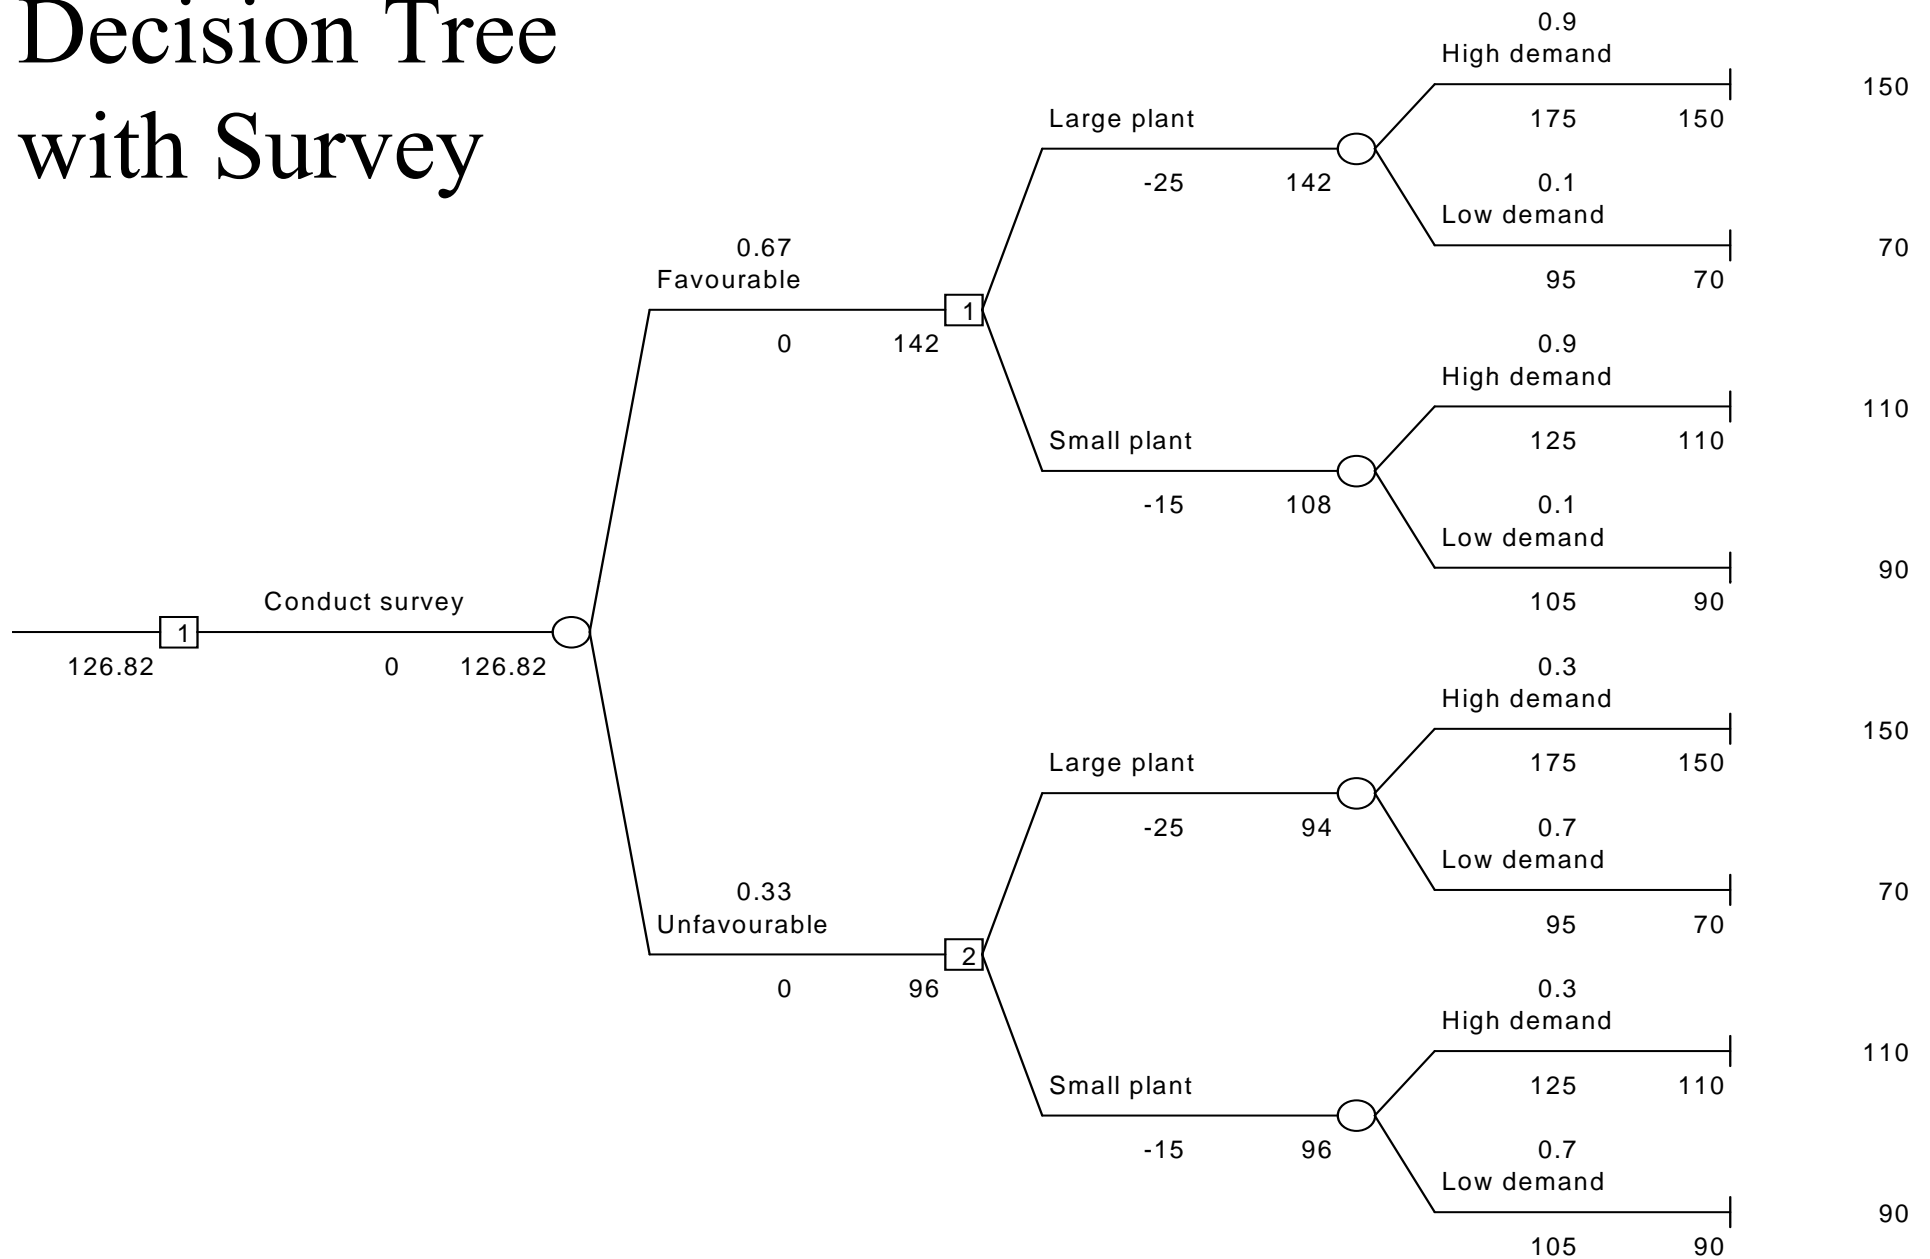 Decision Tree
with Survey
0.9
High demand
150
175 150
Large plant
-25 142
0.1
Low demand
70
95 70
0.67
Favourable
1
0 142
0.9
High demand
110
125 110
Small plant
-15 108
0.1
Low demand
90
105 90
Conduct survey
1
126.82 0 126.82
0.3
High demand
150
175 150
Large plant
-25 94
0.7
Low demand
70
95 70
0.33
Unfavourable
2
0 96
0.3
High demand
110
125 110
Small plant
-15 96
0.7
Low demand
90
105 90